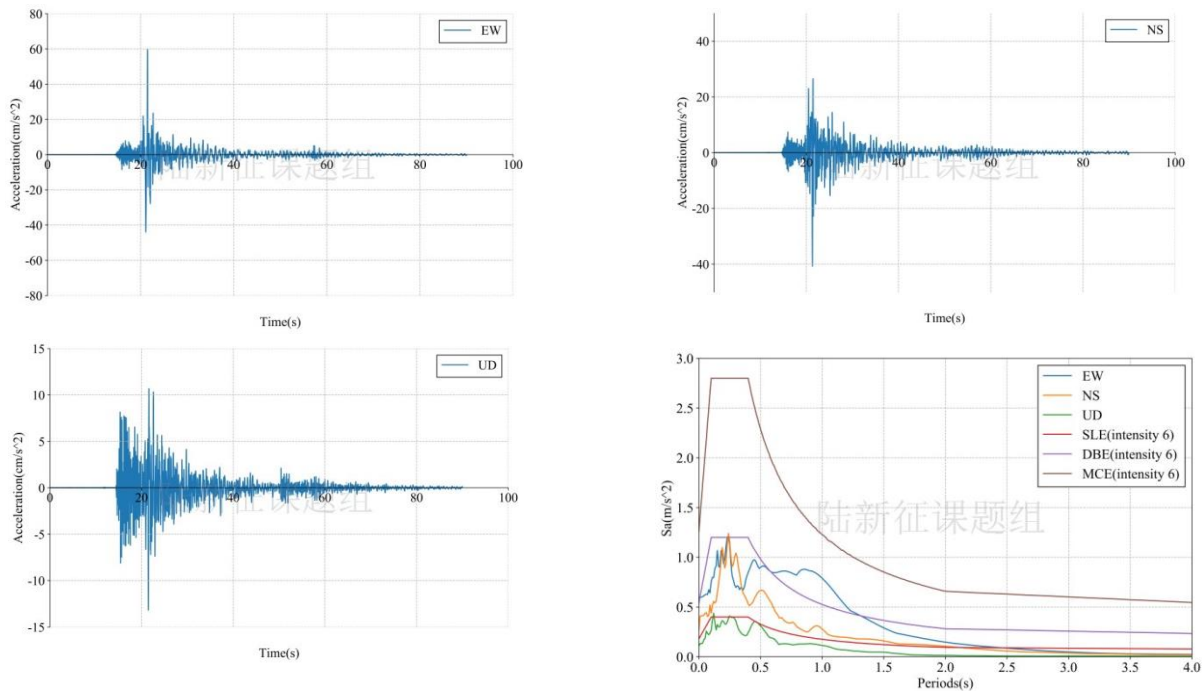 80
60
40
20
0
-20
-40
-60
-80
Acceleration(cm/s^2)
0 20 40 60 80 100
Time(s)
EW
陆新征课题组
40
20
0
-20
-40
Acceleration(cm/s^2)
0 20 40 60 80 100
Time(s)
NS
陆新征课题组
15
10
5
0
-5
-10
-15
Acceleration(cm/s^2)
0 20 40 60 80 100
Time(s)
UD
陆新征课题组
3.0
2.5
2.0
1.5
1.0
0.5
0.0
Sa(m/s^2)
EW
NS
UD
SLE(intensity 6)
DBE(intensity 6)
MCE(intensity 6)
陆新征课题组
0.0 0.5 1.0 1.5 2.0 2.5 3.0 3.5 4.0
Periods(s)